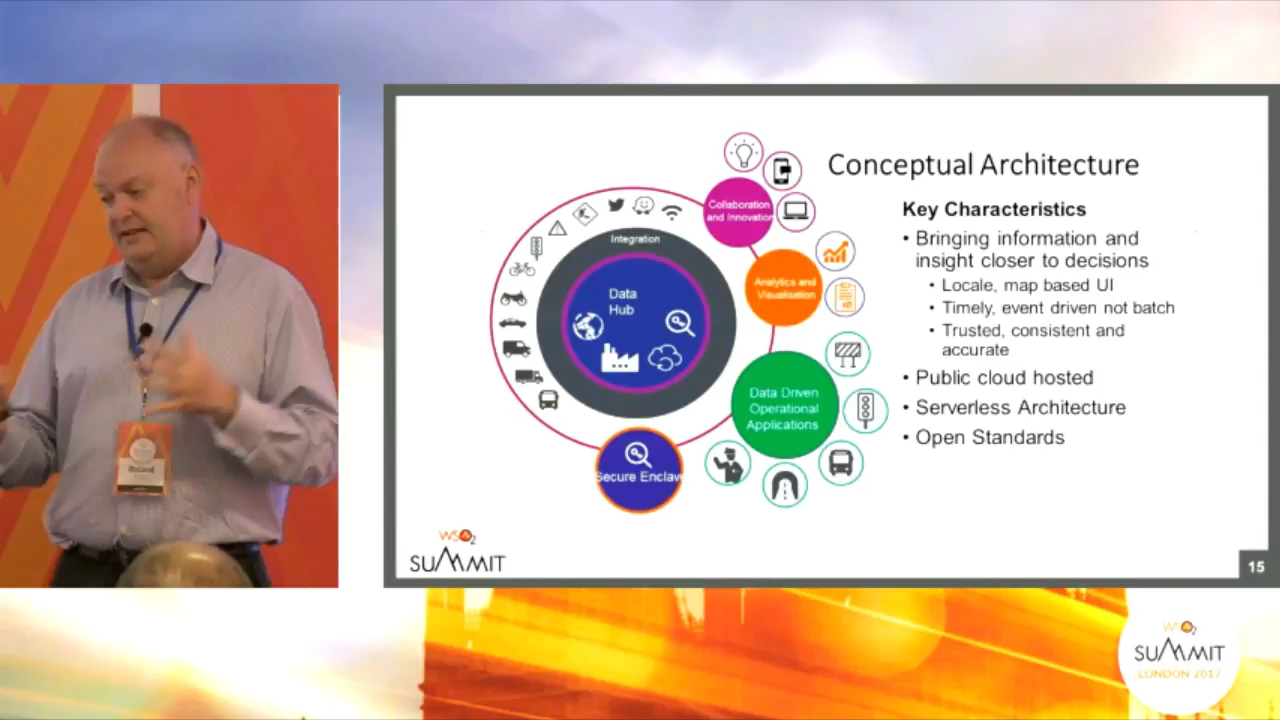 Conceptual Architecture
Key Characteristics
• Bringing information and
insight closer to decisions
• Locale, map based UI
• Timely, event driven not batch
• Trusted, consistent and
accurate
• Public cloud hosted
• Serverless Architecture
• Open Standards
Collaboration
and Innovation
Integration
Analytics and
Visualisation
Data
Hub
Data Driven
Operational
Applications
Secure Enclav
Roland
WSO2
SUMMIT
15
WSO2
SUMMIT
LONDON 2017